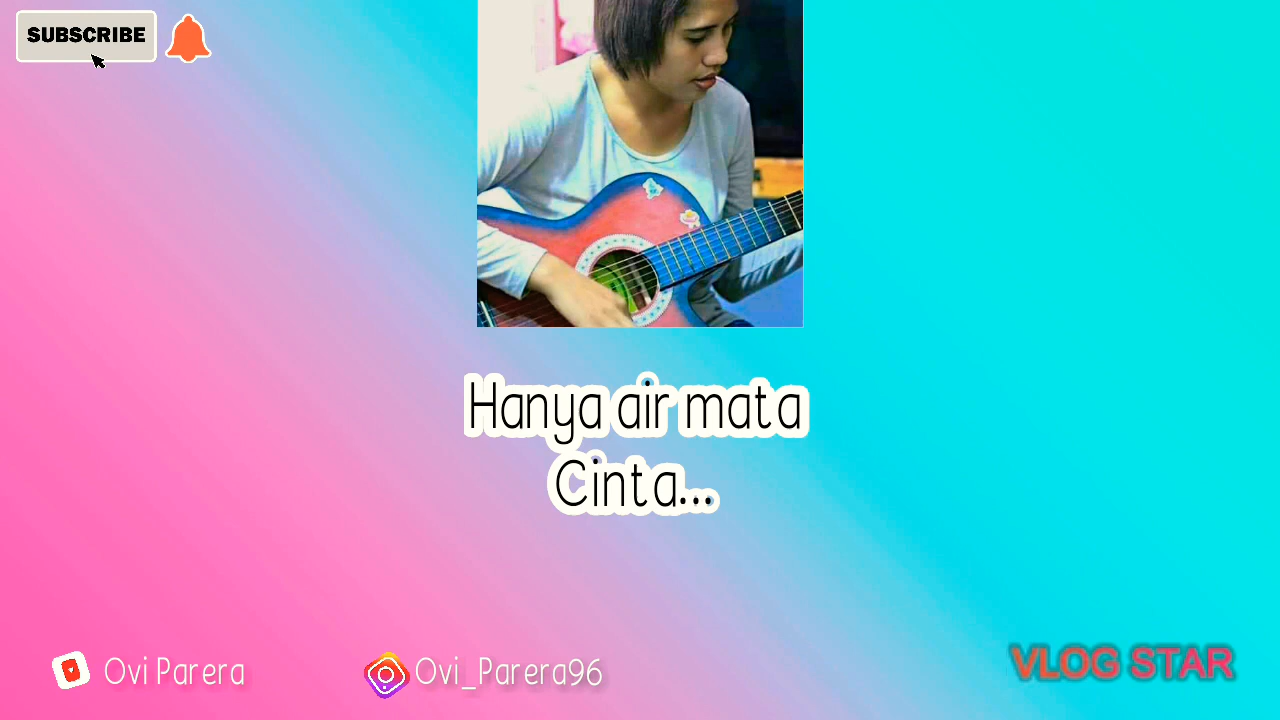 SUBSCRIBE
Hanya air mata
Cinta...
Ovi Parera
Ovi_Parera96
VLOG STAR